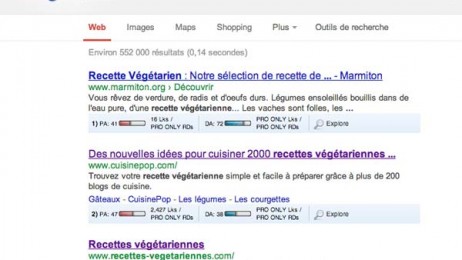 Web Images Maps Shopping Plus Outils de recherche
Environ 552 000 résultats (0,14 secondes)
Recette Végétarien : Notre sélection de recette de ... - Marmiton
www.marmiton.org › Découvrir
Vous rêvez de verdure, de radis et d'oeufs durs. Légumes ensoleillés bouillis dans de
l'eau pure, d'une recette végétarienne... Les vaches sont folles, les ...
1) PA: 41 16 Lks / PRO ONLY RDs DA: 72 PRO ONLY Lks / PRO ONLY RDs Explore
Des nouvelles idées pour cuisiner 2000 recettes végétariennes ...
www.cuisinepop.com/
Trouvez votre recette végétarienne simple et facile à préparer grâce à plus de 200
blogs de cuisine.
Gâteaux - CuisinePop - Les légumes - Les courgettes
2) PA: 47 2,427 Lks / PRO ONLY RDs DA: 38 PRO ONLY Lks / PRO ONLY RDs Explore
Recettes végétariennes
www.recettes-vegetariennes.com/